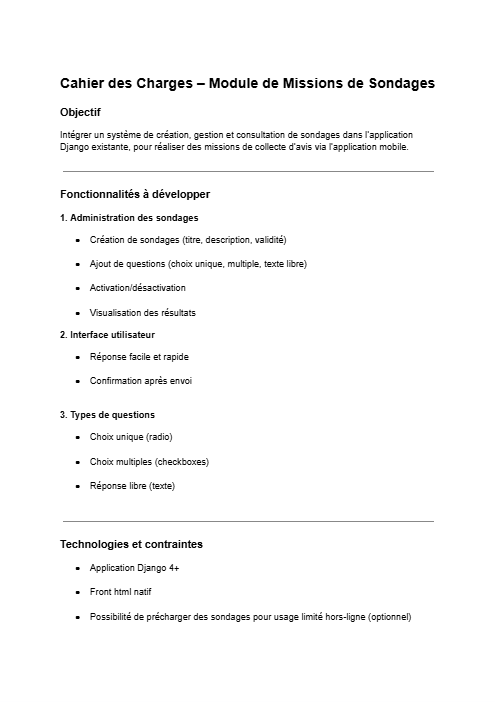 Cahier des Charges – Module de Missions de Sondages
Objectif
Intégrer un système de création, gestion et consultation de sondages dans l'application
Django existante, pour réaliser des missions de collecte d'avis via l'application mobile.
Fonctionnalités à développer
1. Administration des sondages
● Création de sondages (titre, description, validité)
● Ajout de questions (choix unique, multiple, texte libre)
● Activation/désactivation
● Visualisation des résultats
2. Interface utilisateur
● Réponse facile et rapide
● Confirmation après envoi
3. Types de questions
● Choix unique (radio)
● Choix multiples (checkboxes)
● Réponse libre (texte)
Technologies et contraintes
● Application Django 4+
● Front html natif
● Possibilité de précharger des sondages pour usage limité hors-ligne (optionnel)